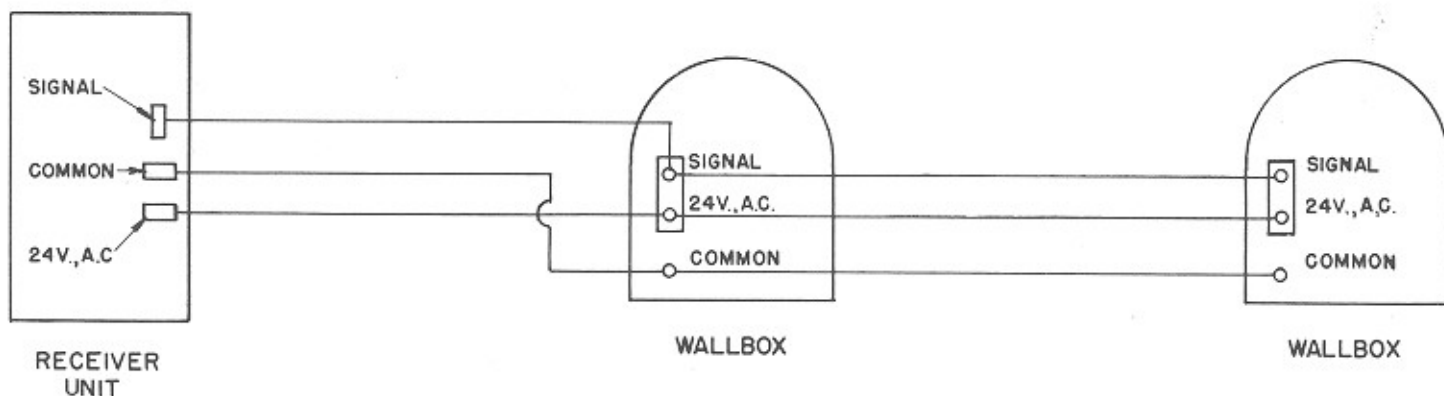 SIGNAL
COMMON
24V.,A.C
RECEIVER
UNIT
SIGNAL
24V.,A.C.
COMMON
WALLBOX
SIGNAL
24V.,A.C.
COMMON
WALLBOX